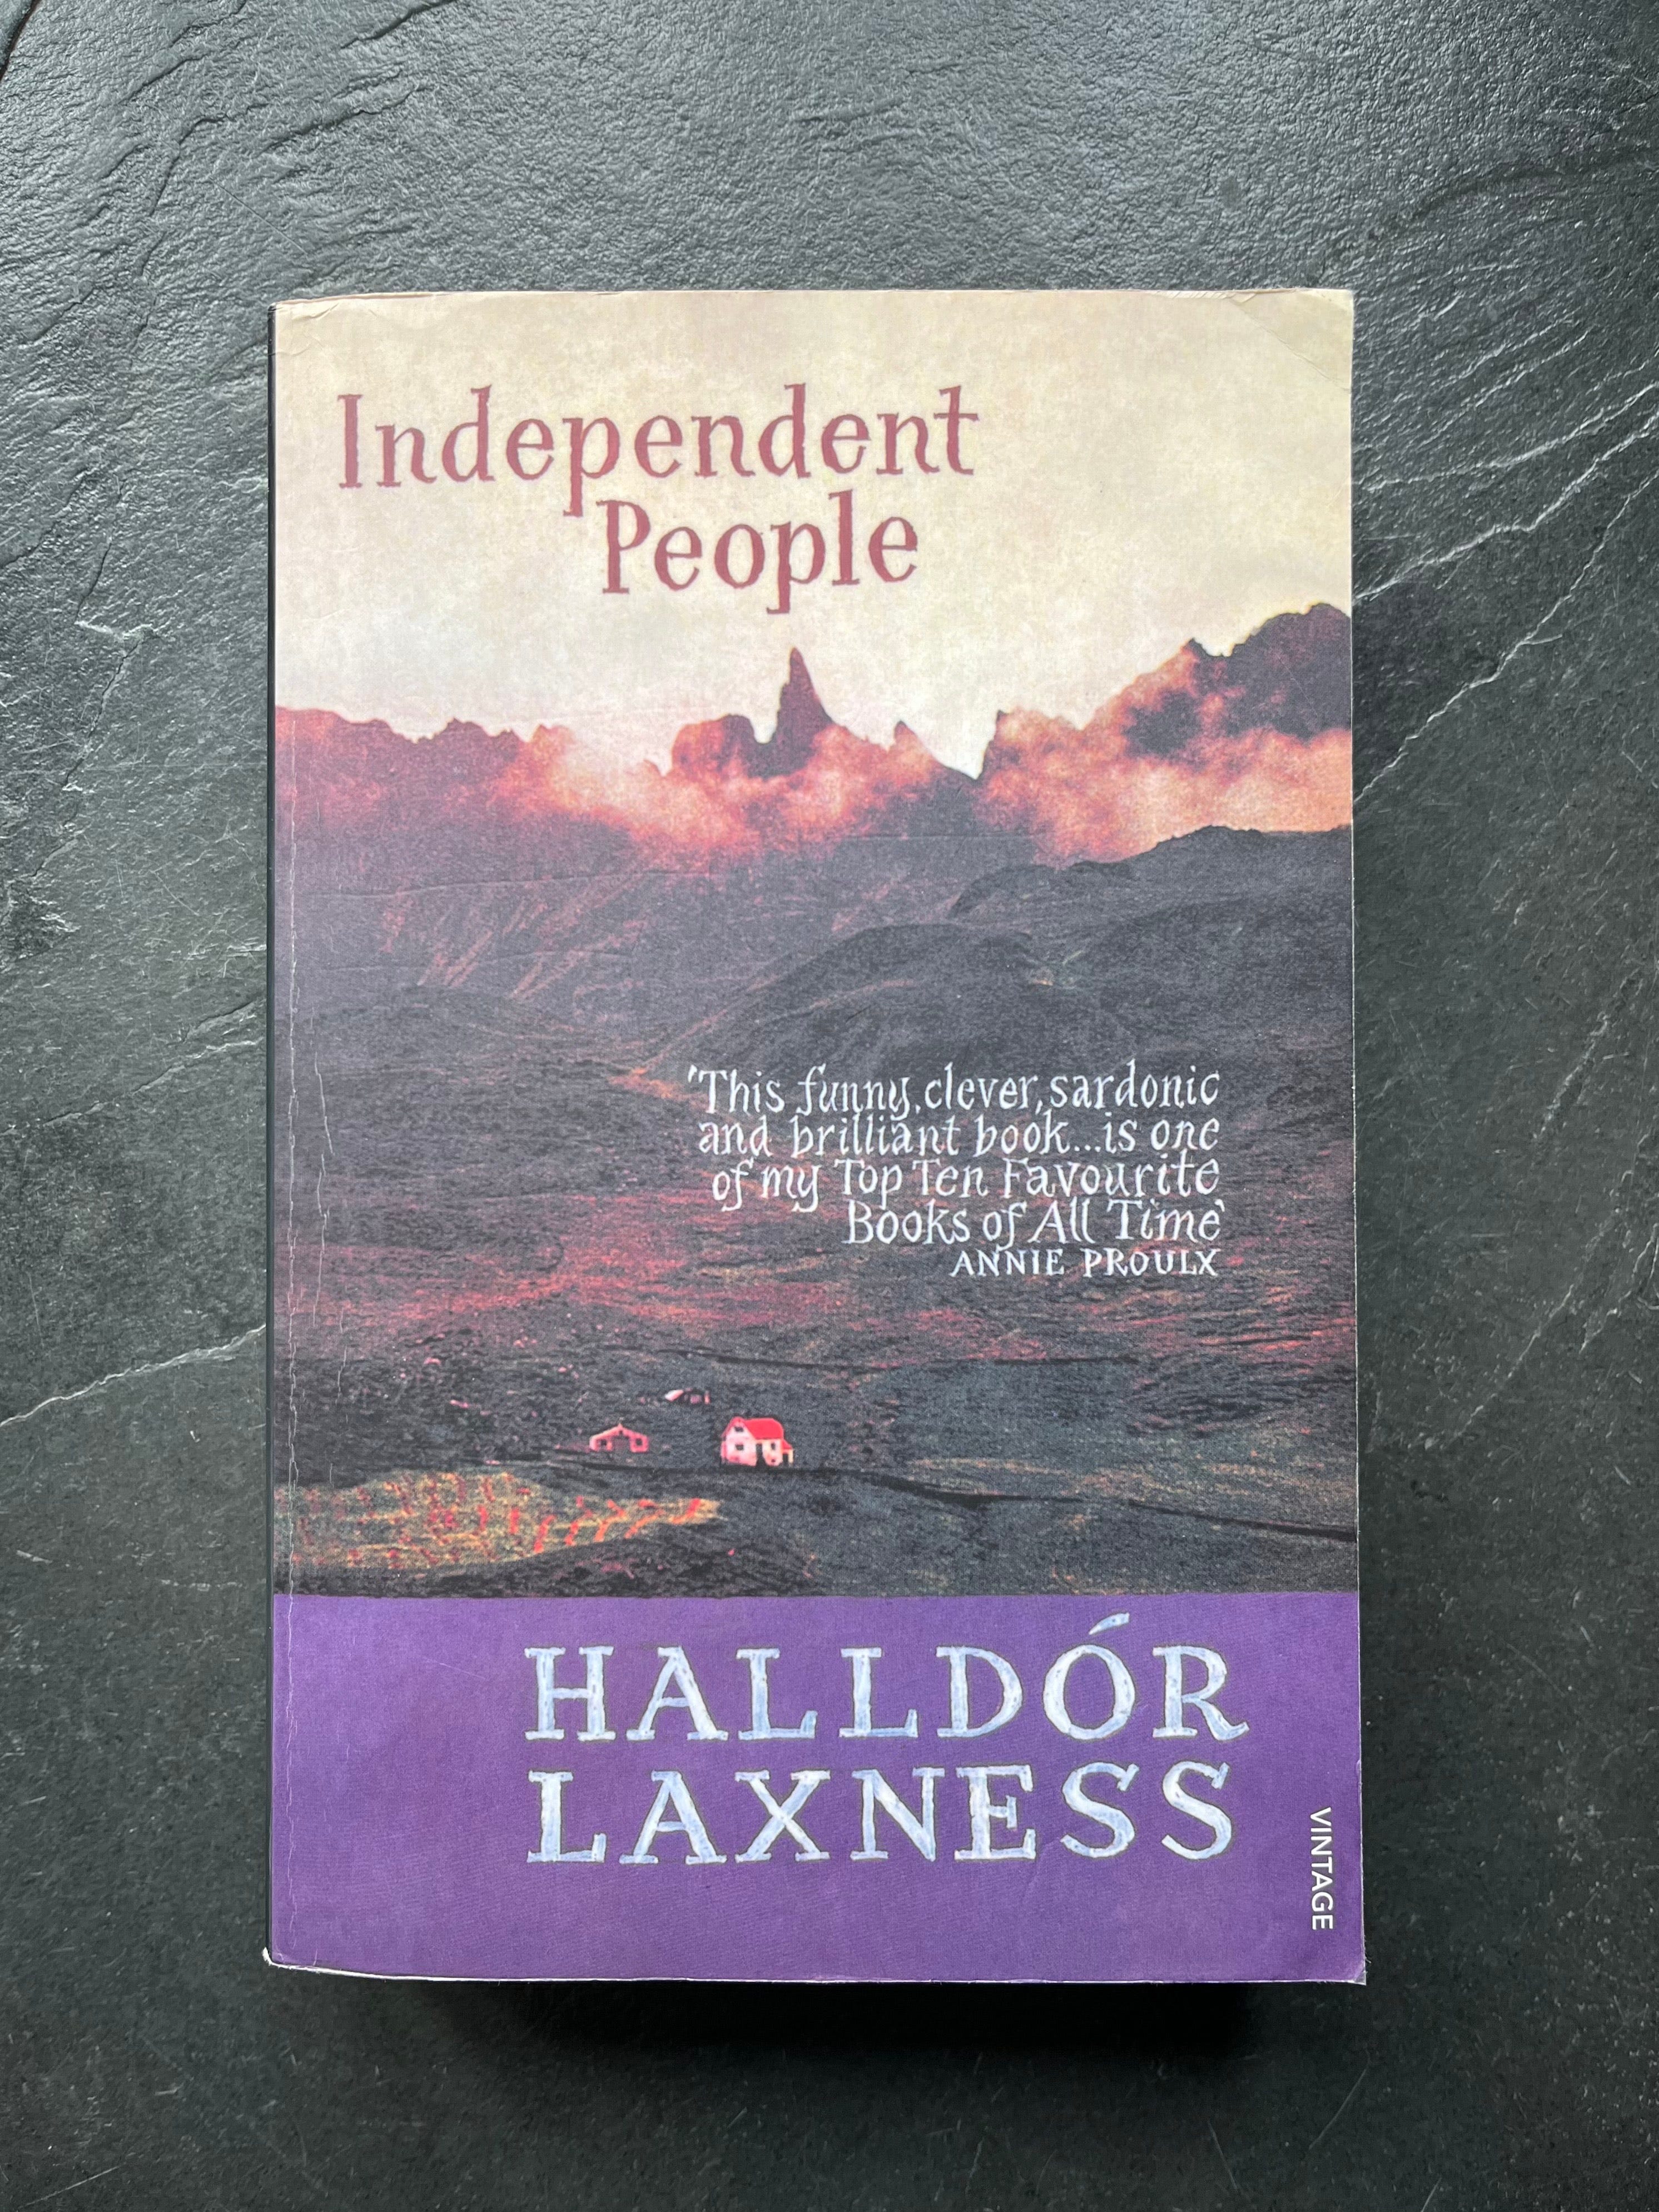 Independent
People
'This funny, clever, sardonic
and brilliant book...is one
of my Top Ten Favourite
Books of All Time'
ANNIE PROULX
HALLDÓR
LAXNESS
VINTAGE